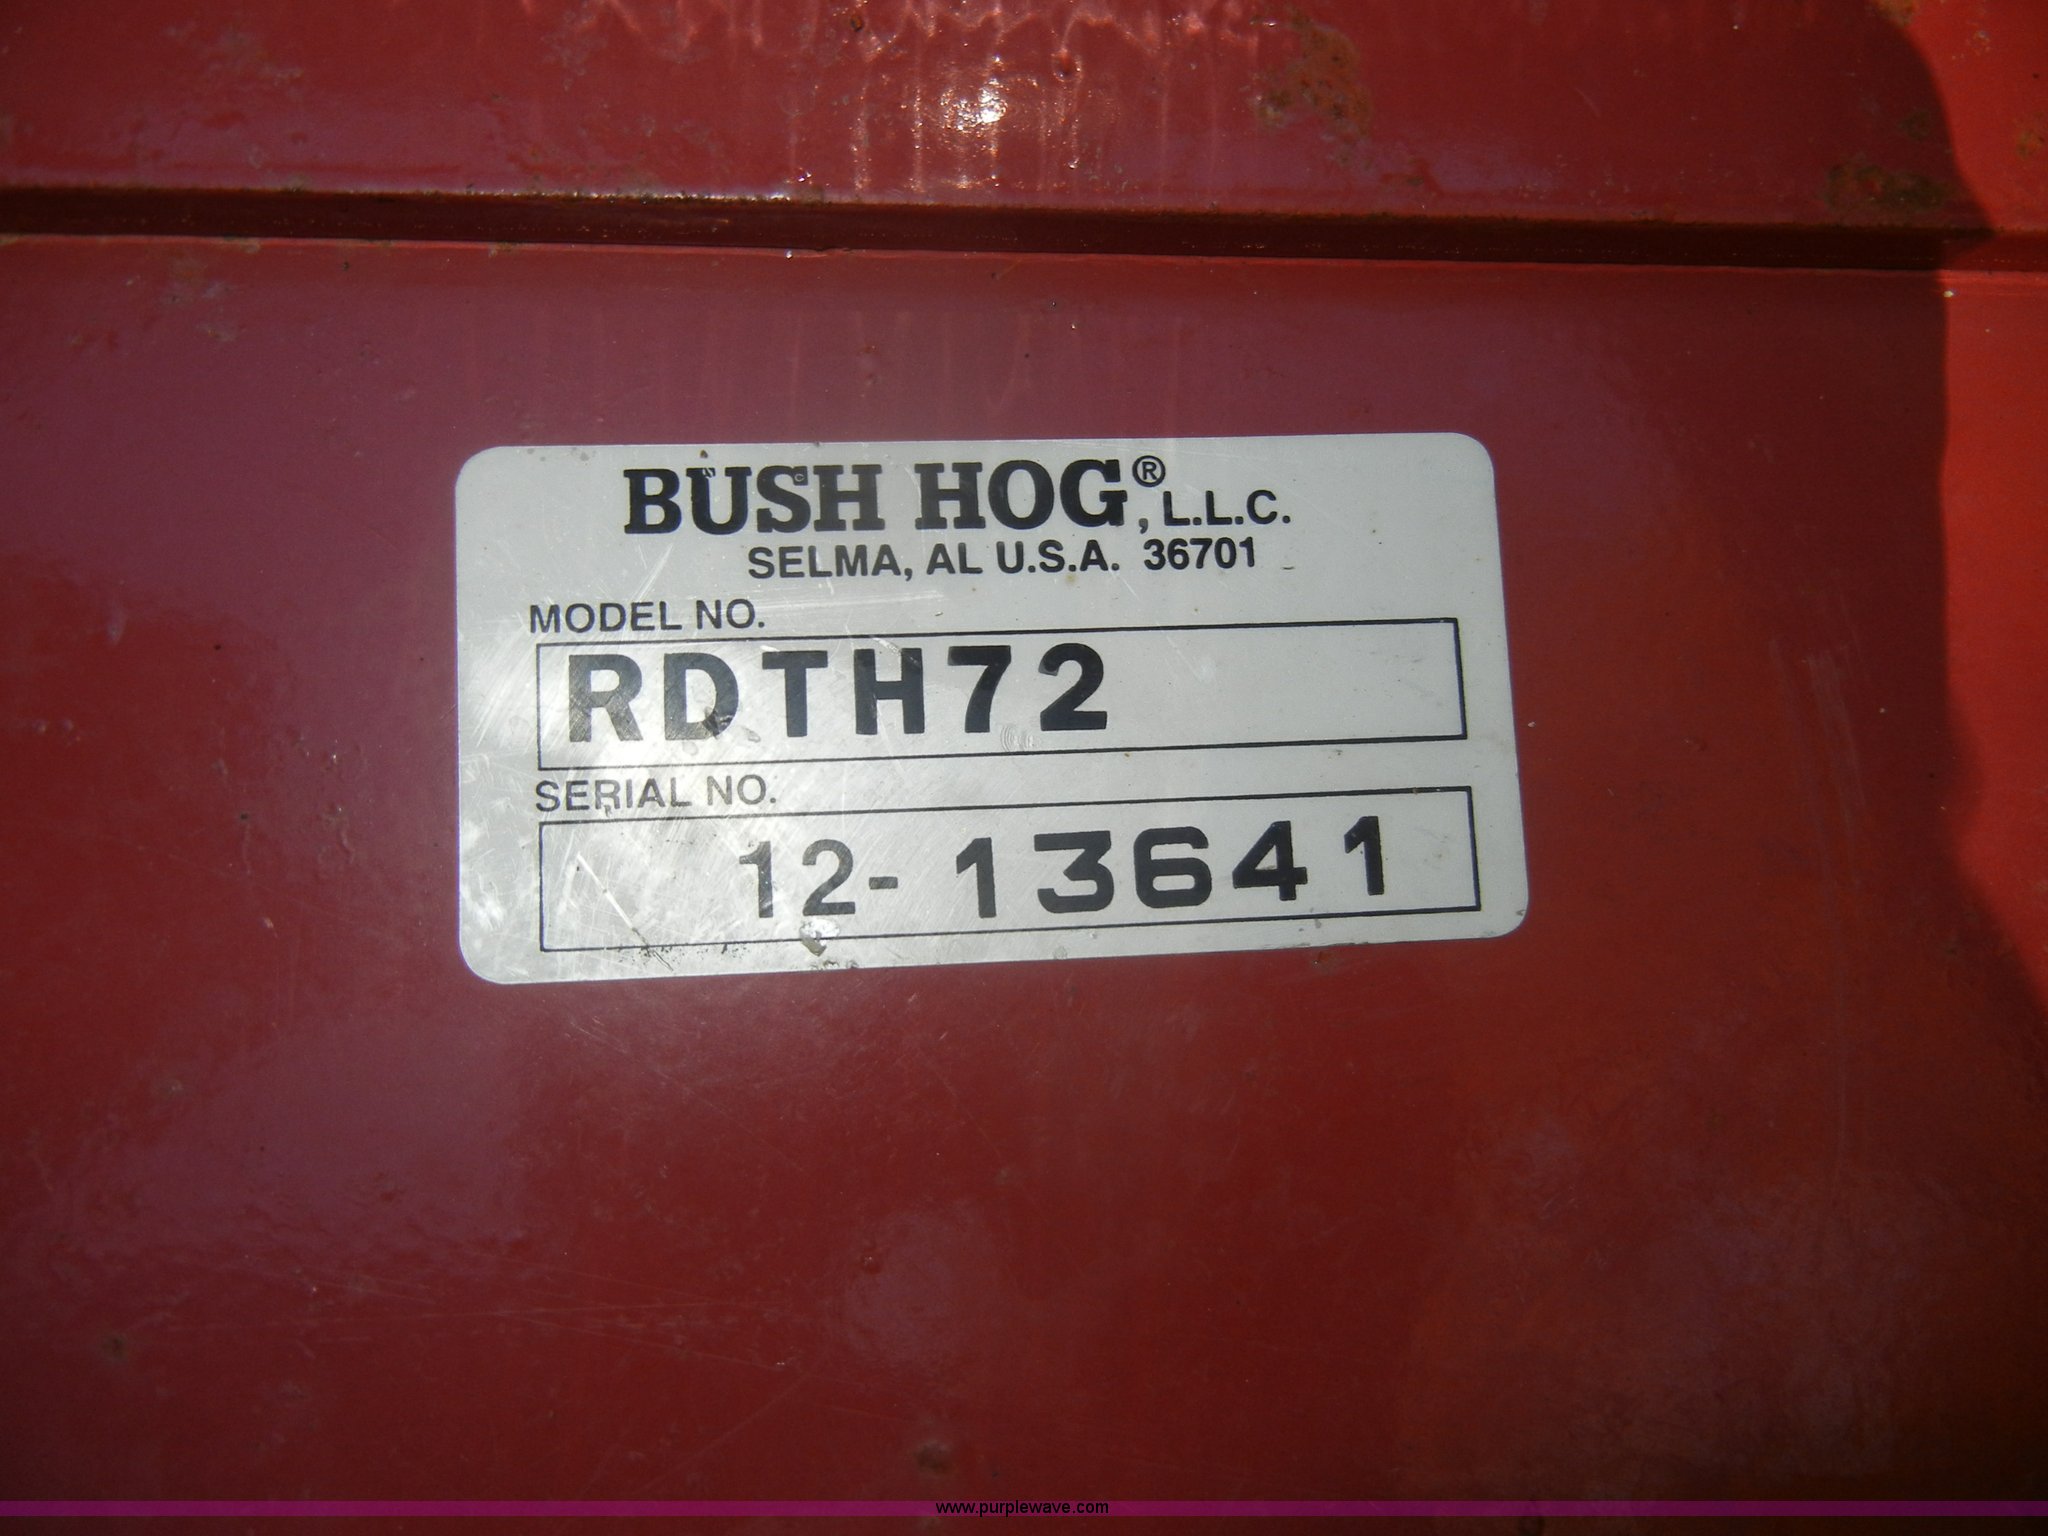 BUSH HOG®, L.L.C.
SELMA, AL U.S.A. 36701
MODEL NO.
RDTH72
SERIAL NO.
12-13641
www.purplewave.com